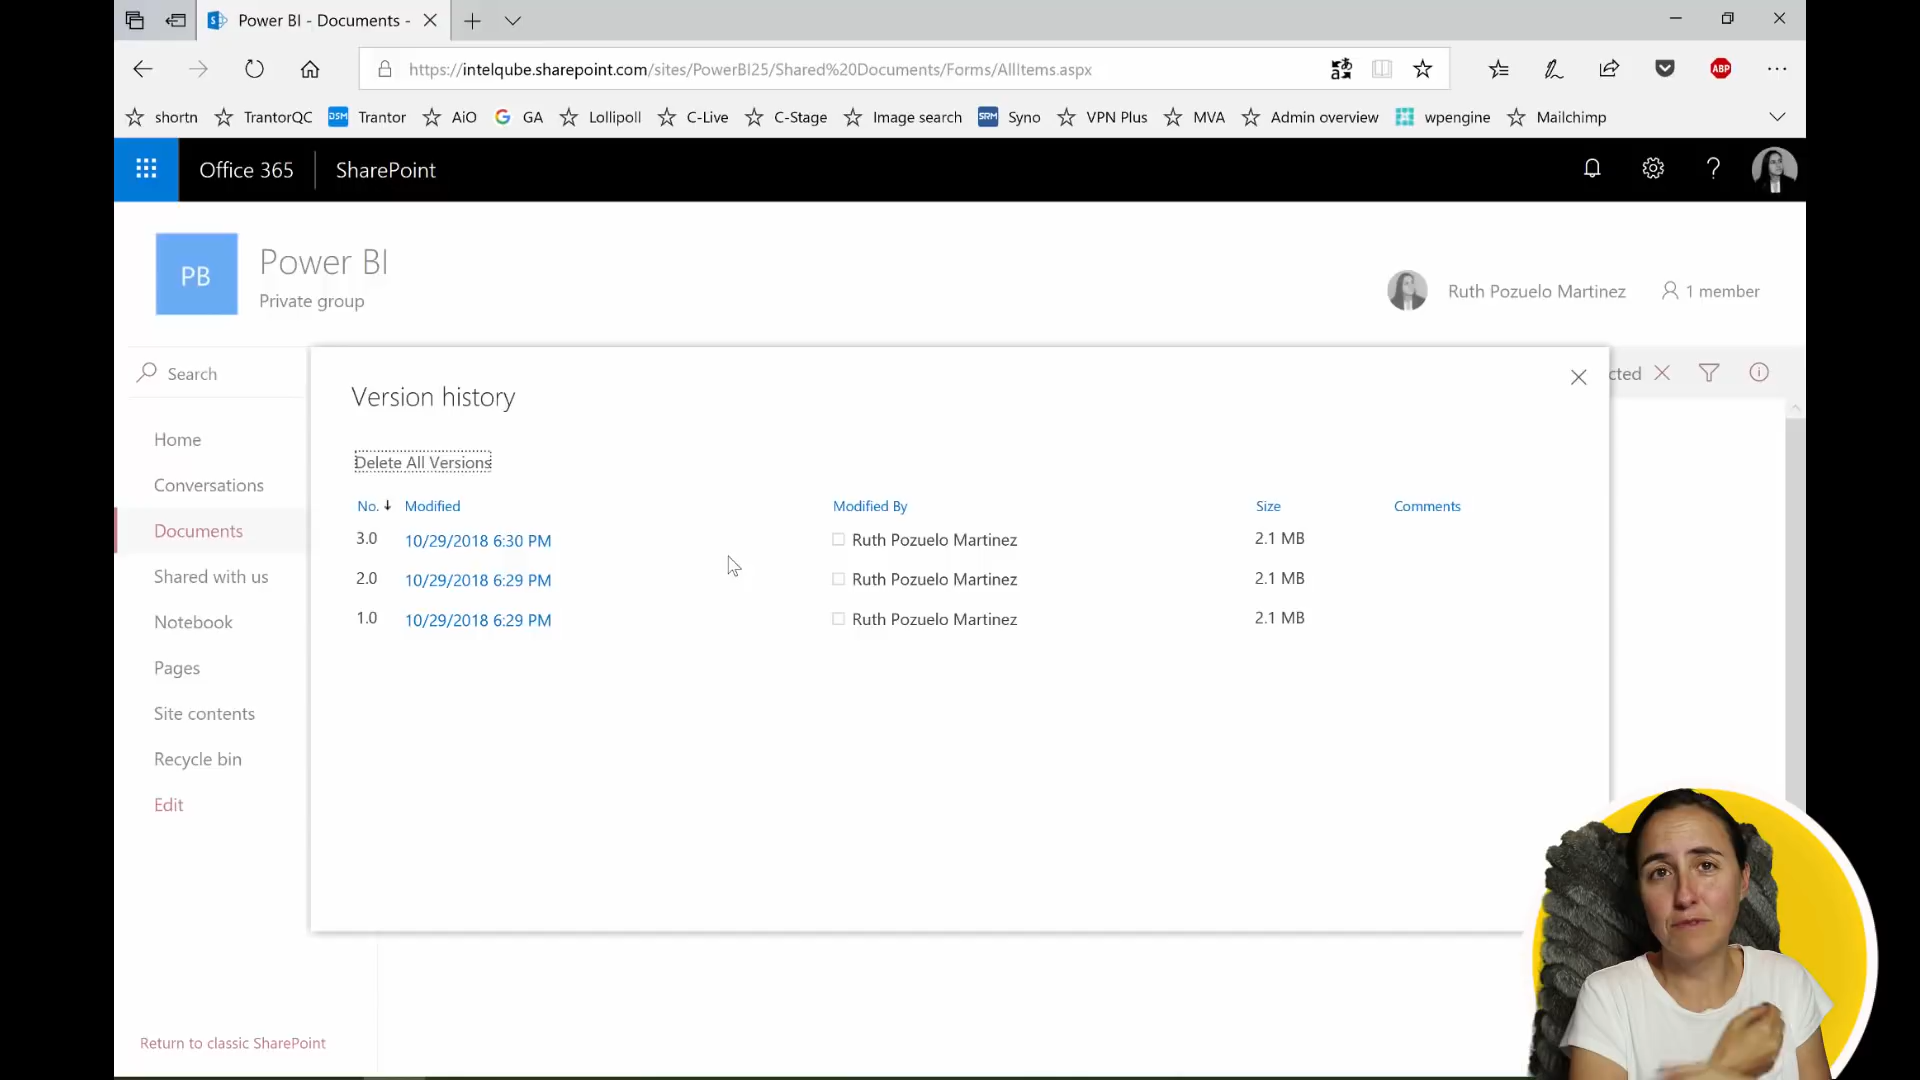 Power BI - Documents -
https://intelqube.sharepoint.com/sites/PowerBI25/Shared%20Documents/Forms/AllItems.aspx
ABP
shortn TrantorQC DSM Trantor AiO GA Lollipoll C-Live C-Stage Image search SRM Syno VPN Plus MVA Admin overview wpengine Mailchimp
Office 365 SharePoint
PB
Power BI
Private group
Ruth Pozuelo Martinez 1 member
Search
cted
Home
Conversations
Documents
Shared with us
Notebook
Pages
Site contents
Recycle bin
Edit
Return to classic SharePoint
Version history
Delete All Versions
No. Modified Modified By Size Comments
3.0 10/29/2018 6:30 PM Ruth Pozuelo Martinez 2.1 MB
2.0 10/29/2018 6:29 PM Ruth Pozuelo Martinez 2.1 MB
1.0 10/29/2018 6:29 PM Ruth Pozuelo Martinez 2.1 MB